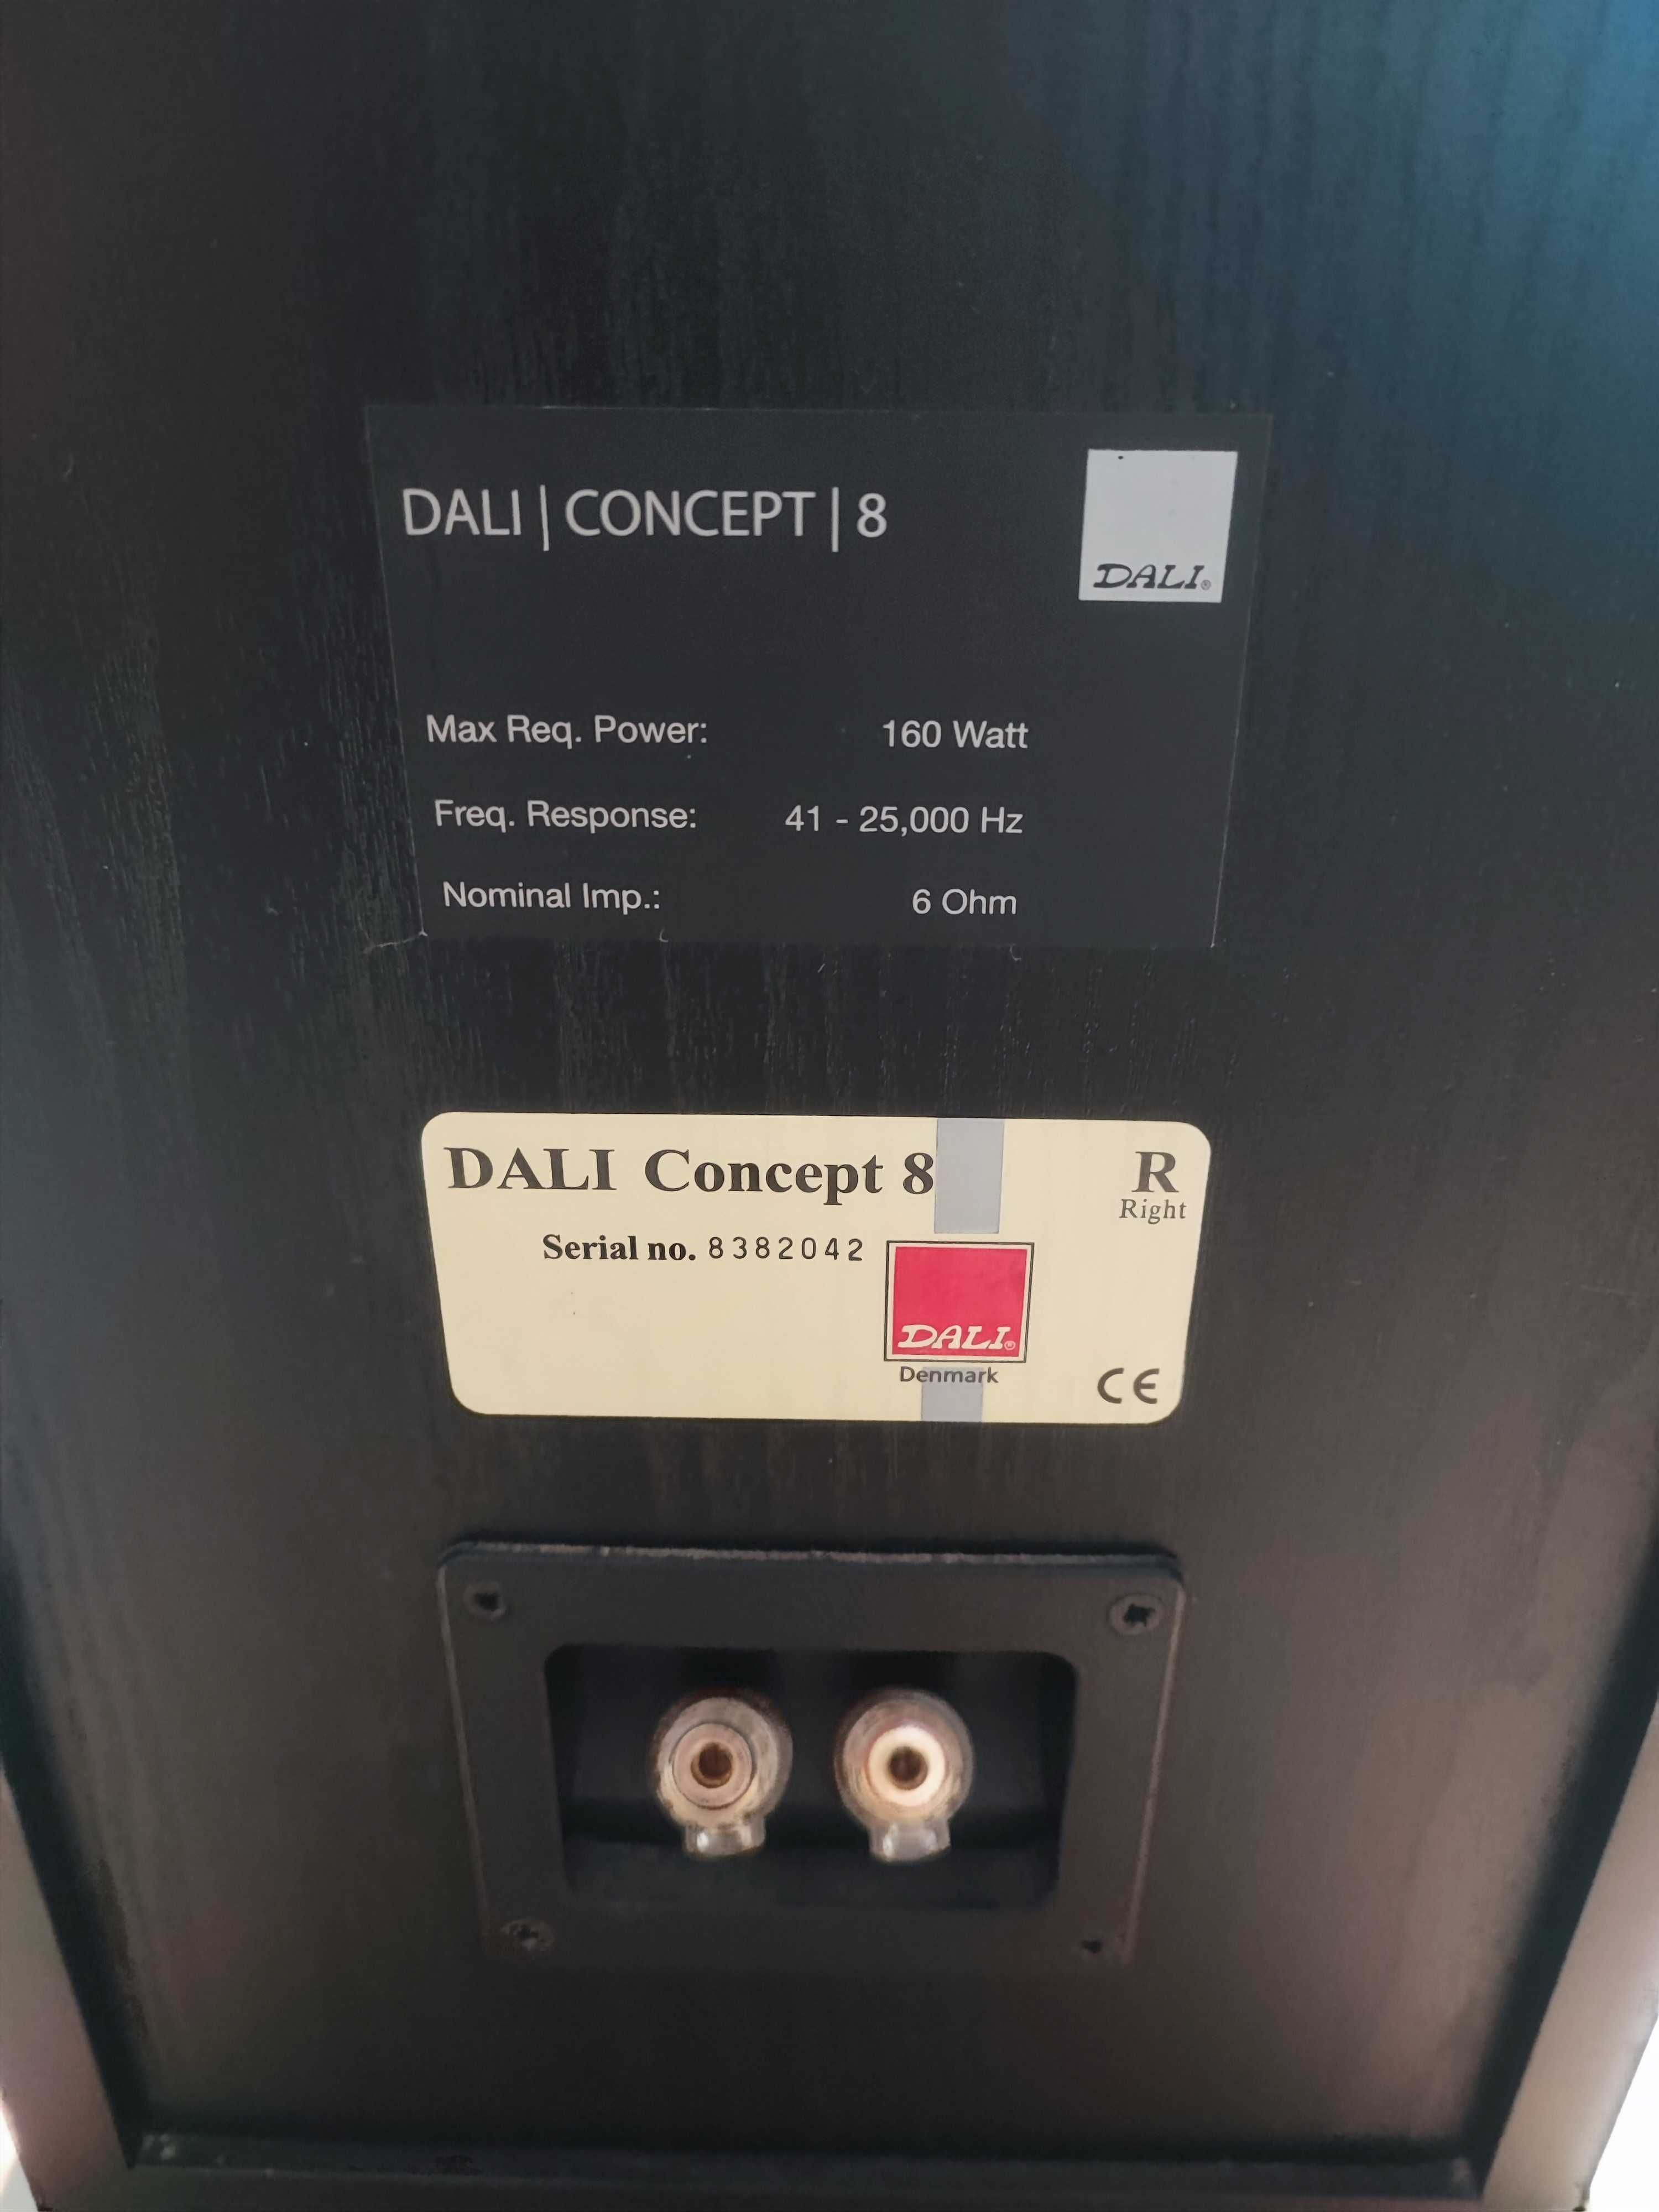 DALI | CONCEPT | 8
DALI®
Max Req. Power: 160 Watt
Freq. Response: 41 - 25,000 Hz
Nominal Imp.: 6 Ohm
DALI Concept 8
R
Right
Serial no. 8382042
DALI®
Denmark
CE